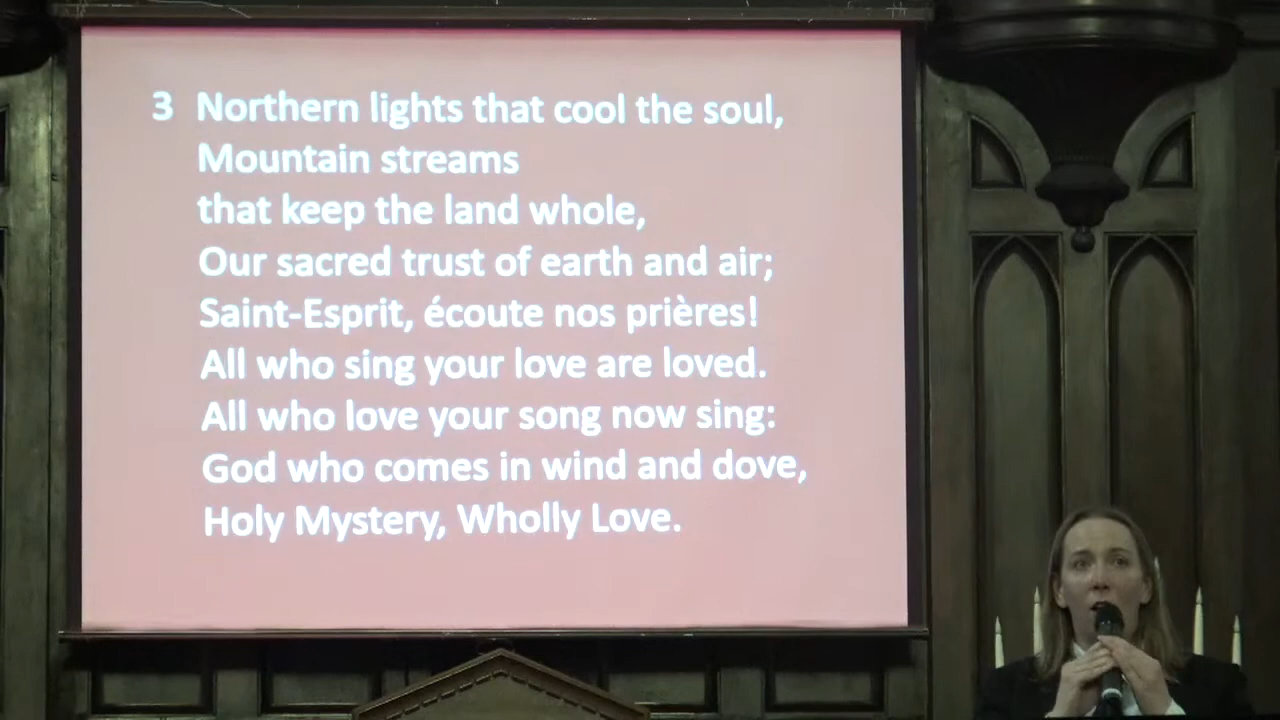 3 Northern lights that cool the soul,
Mountain streams
that keep the land whole,
Our sacred trust of earth and air;
Saint-Esprit, écoute nos prières!
All who sing your love are loved.
All who love your song now sing:
God who comes in wind and dove,
Holy Mystery, Wholly Love.